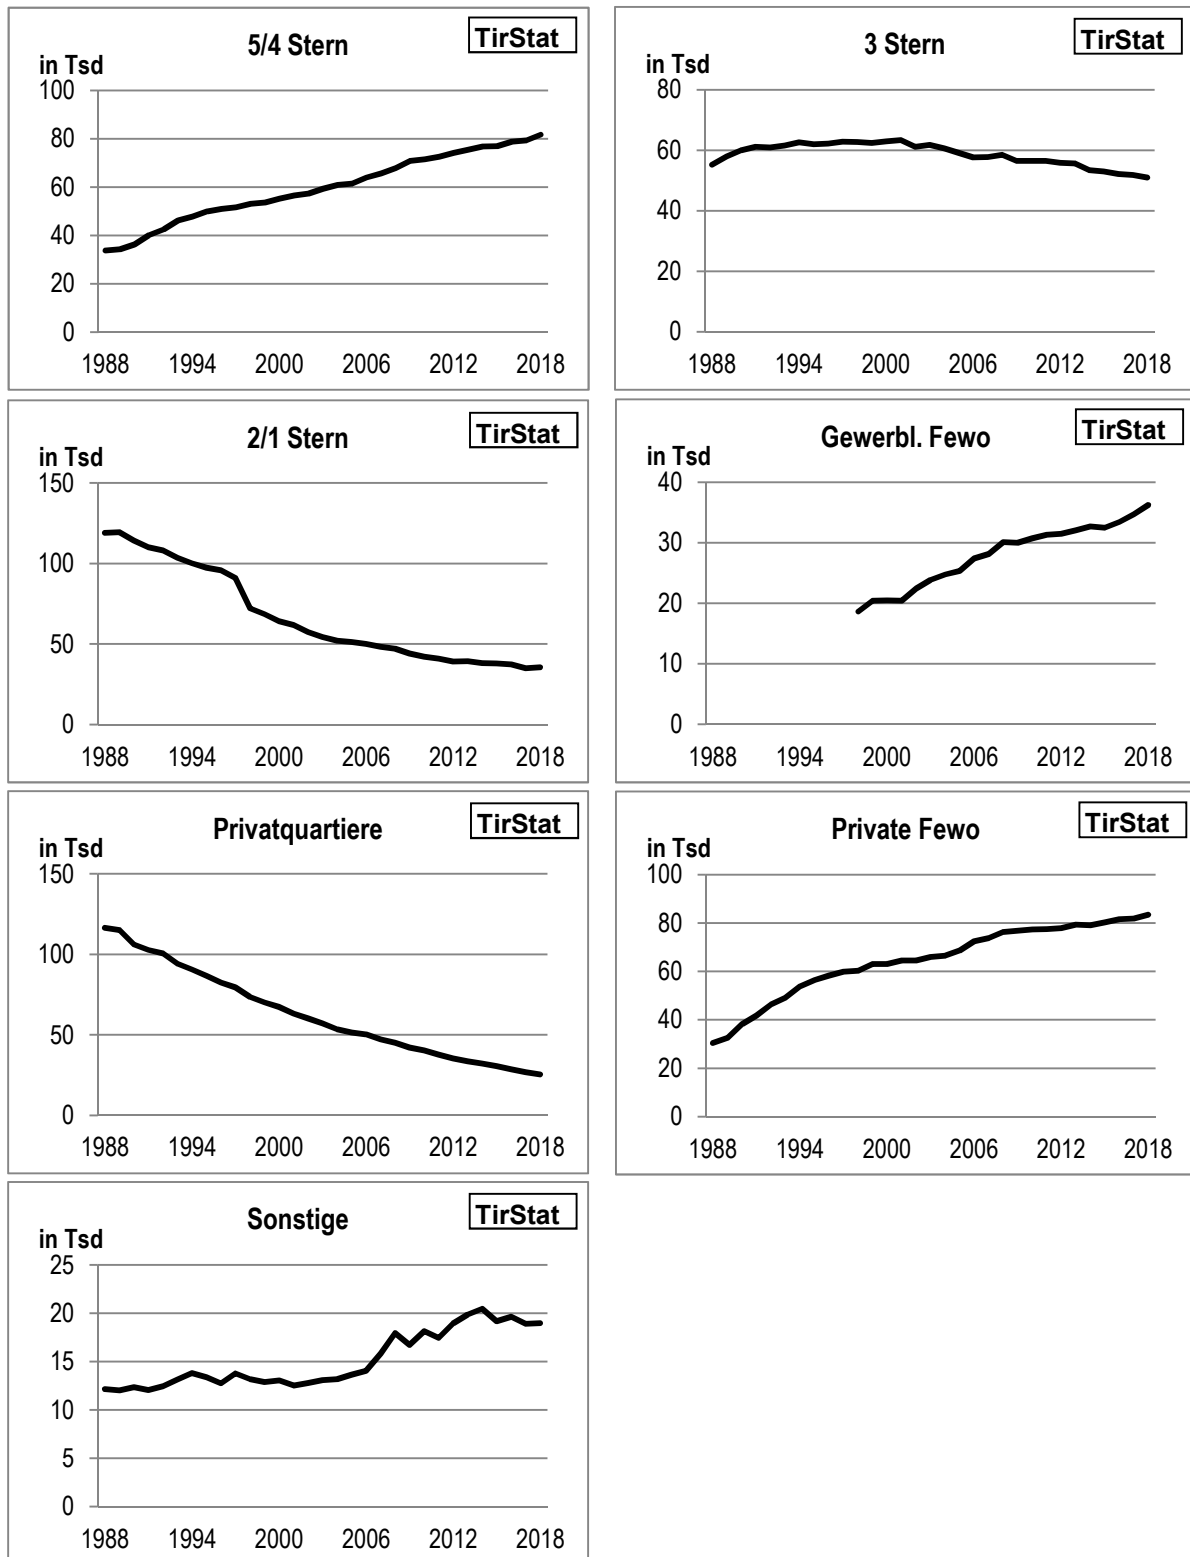 5/4 Stern
TirStat
in Tsd
100
80
60
40
20
0
1988 1994 2000 2006 2012 2018
3 Stern
TirStat
in Tsd
80
60
40
20
0
1988 1994 2000 2006 2012 2018
2/1 Stern
TirStat
in Tsd
150
100
50
0
1988 1994 2000 2006 2012 2018
Gewerbl. Fewo
TirStat
in Tsd
40
30
20
10
0
1988 1994 2000 2006 2012 2018
Privatquartiere
TirStat
in Tsd
150
100
50
0
1988 1994 2000 2006 2012 2018
Private Fewo
TirStat
in Tsd
100
80
60
40
20
0
1988 1994 2000 2006 2012 2018
Sonstige
TirStat
in Tsd
25
20
15
10
5
0
1988 1994 2000 2006 2012 2018